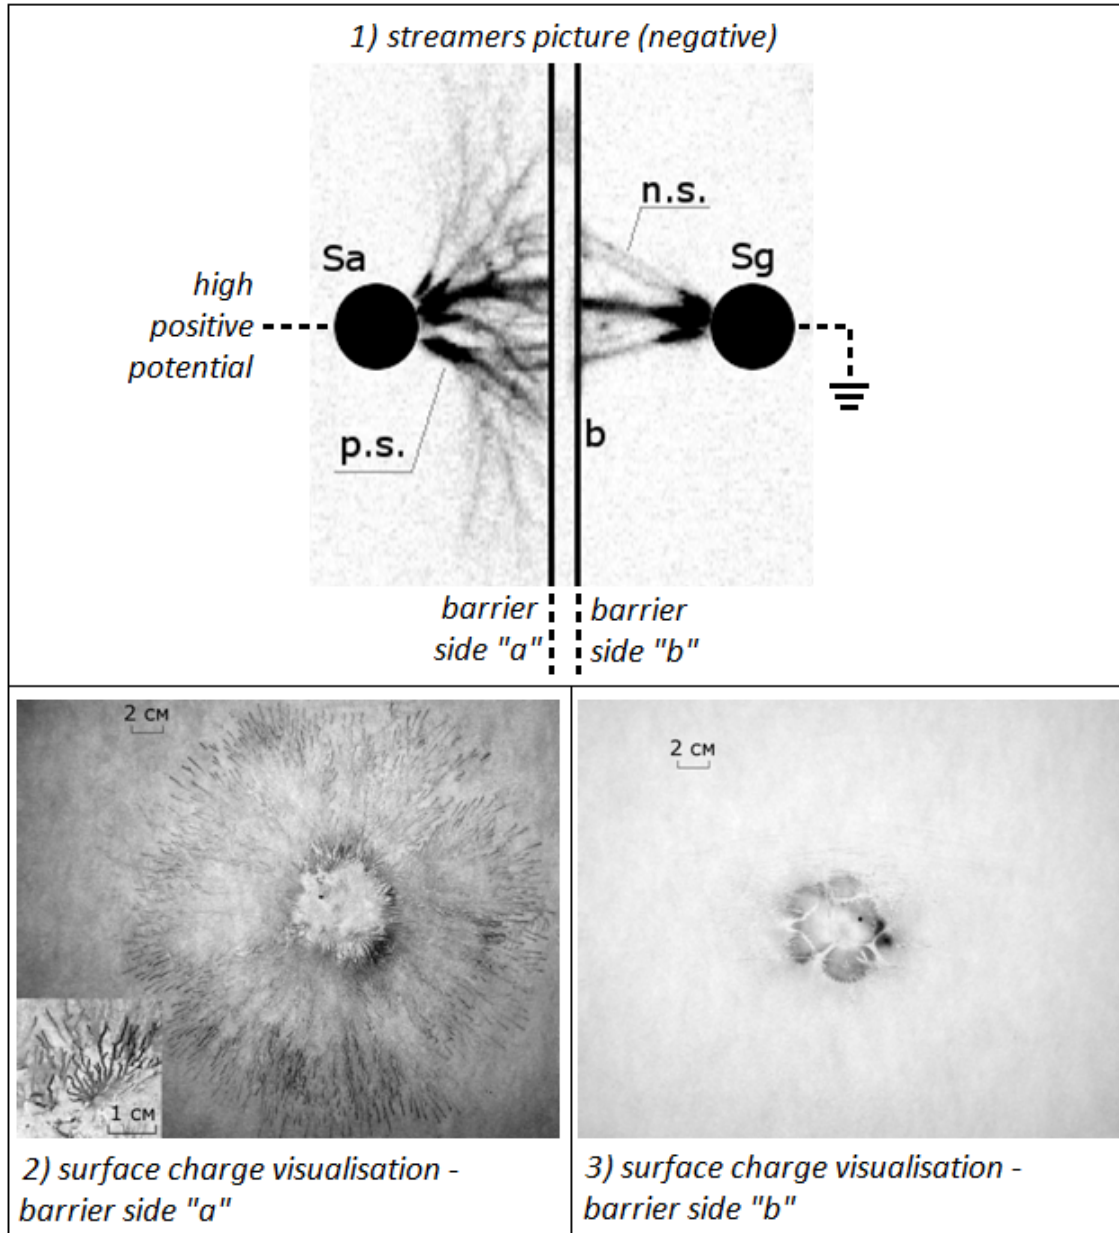 1) streamers picture (negative)
n.s.
Sa
Sg
high
positive
potential
p.s.
b
barrier
side "a"
barrier
side "b"
2 см
2 см
1 см
2) surface charge visualisation -
barrier side "a"
3) surface charge visualisation -
barrier side "b"